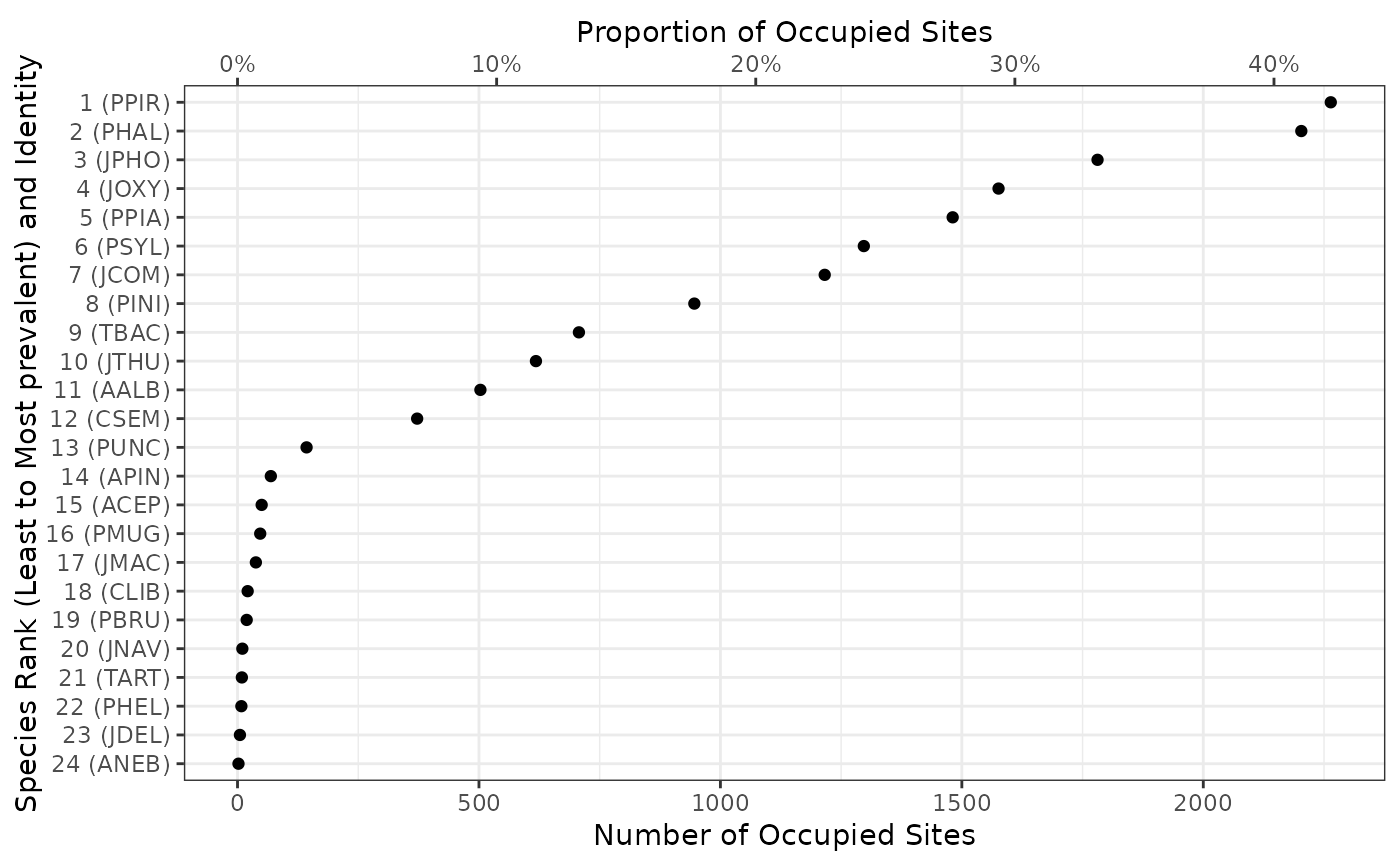 Proportion of Occupied Sites
0% 10% 20% 30% 40%
Species Rank (Least to Most prevalent) and Identity
1 (PPIR)
2 (PHAL)
3 (JPHO)
4 (JOXY)
5 (PPIA)
6 (PSYL)
7 (JCOM)
8 (PINI)
9 (TBAC)
10 (JTHU)
11 (AALB)
12 (CSEM)
13 (PUNC)
14 (APIN)
15 (ACEP)
16 (PMUG)
17 (JMAC)
18 (CLIB)
19 (PBRU)
20 (JNAV)
21 (TART)
22 (PHEL)
23 (JDEL)
24 (ANEB)
0 500 1000 1500 2000
Number of Occupied Sites